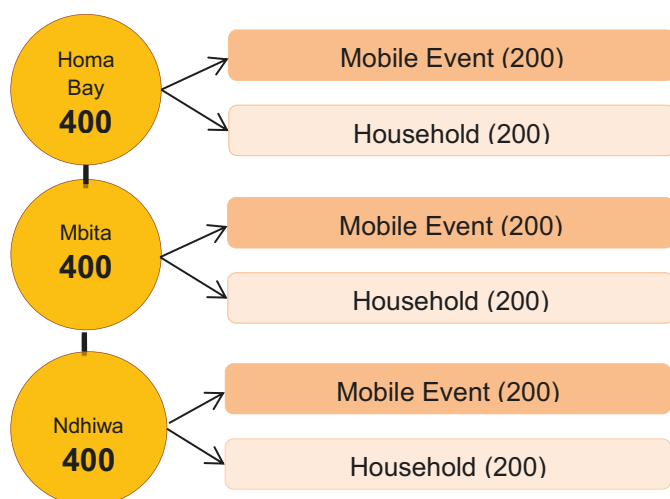 Homa
Bay
400
Mobile Event (200)
Household (200)
Mbita
400
Mobile Event (200)
Household (200)
Ndhiwa
400
Mobile Event (200)
Household (200)